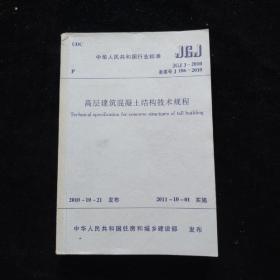 UDC
中华人民共和国行业标准
JGJ
P
JGJ 3-2010
备案号 J 186-2010
高层建筑混凝土结构技术规程
Technical specification for concrete structures of tall building
2010-10-21 发布
2011-10-01 实施
中华人民共和国住房和城乡建设部 发布